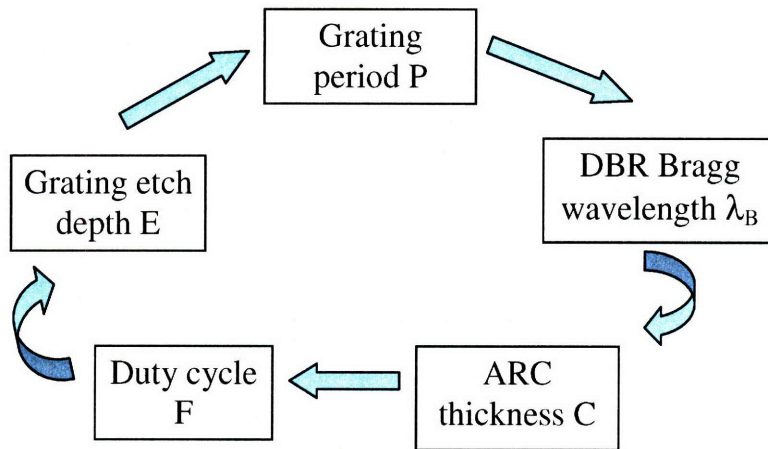 Grating
period P
DBR Bragg
wavelength λB
ARC
thickness C
Duty cycle
F
Grating etch
depth E